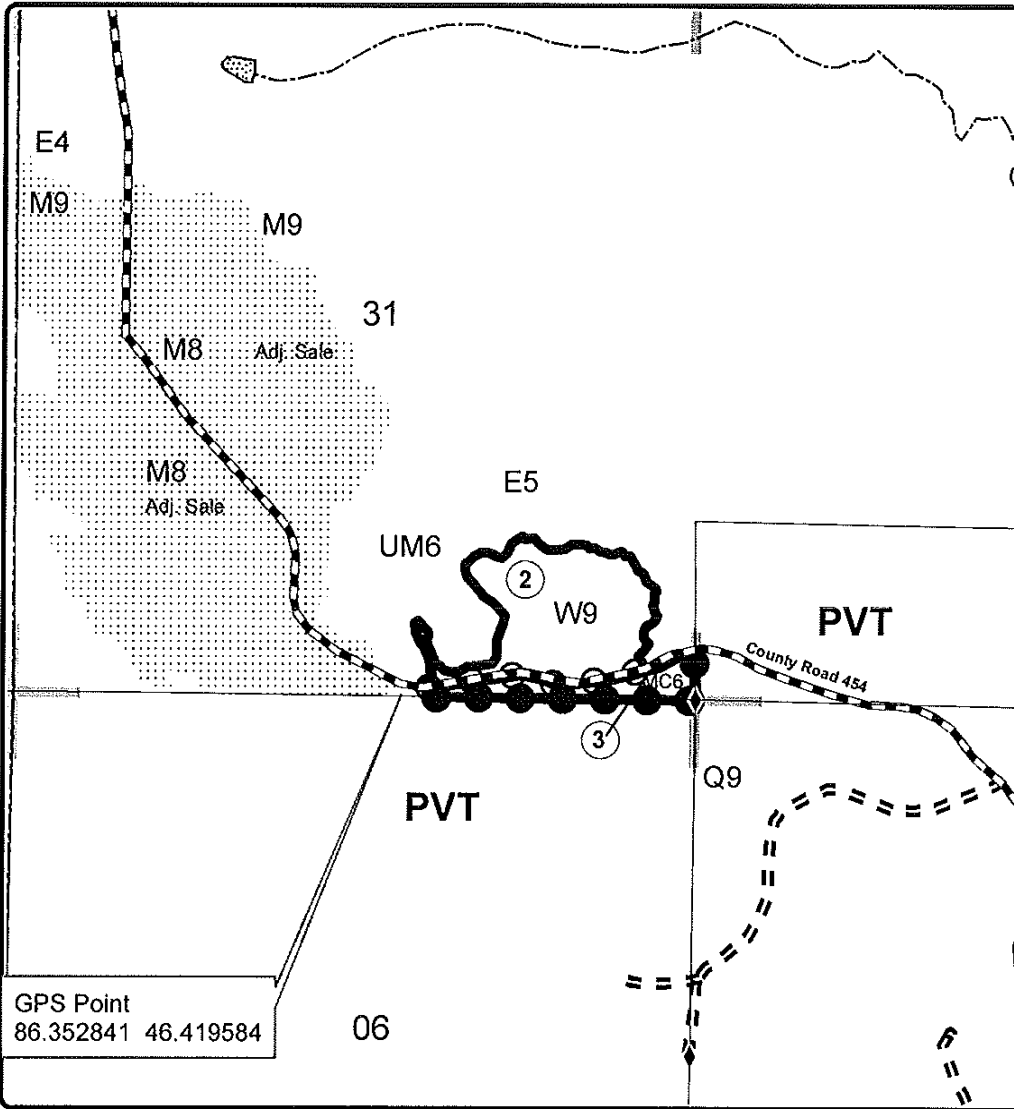 E4
M9
M9
31
M8
Adj. Sale
M8
Adj. Sale
E5
UM6
2
W9
PVT
County Road 454
MC6
3
Q9
PVT
GPS Point
86.352841 46.419584
06